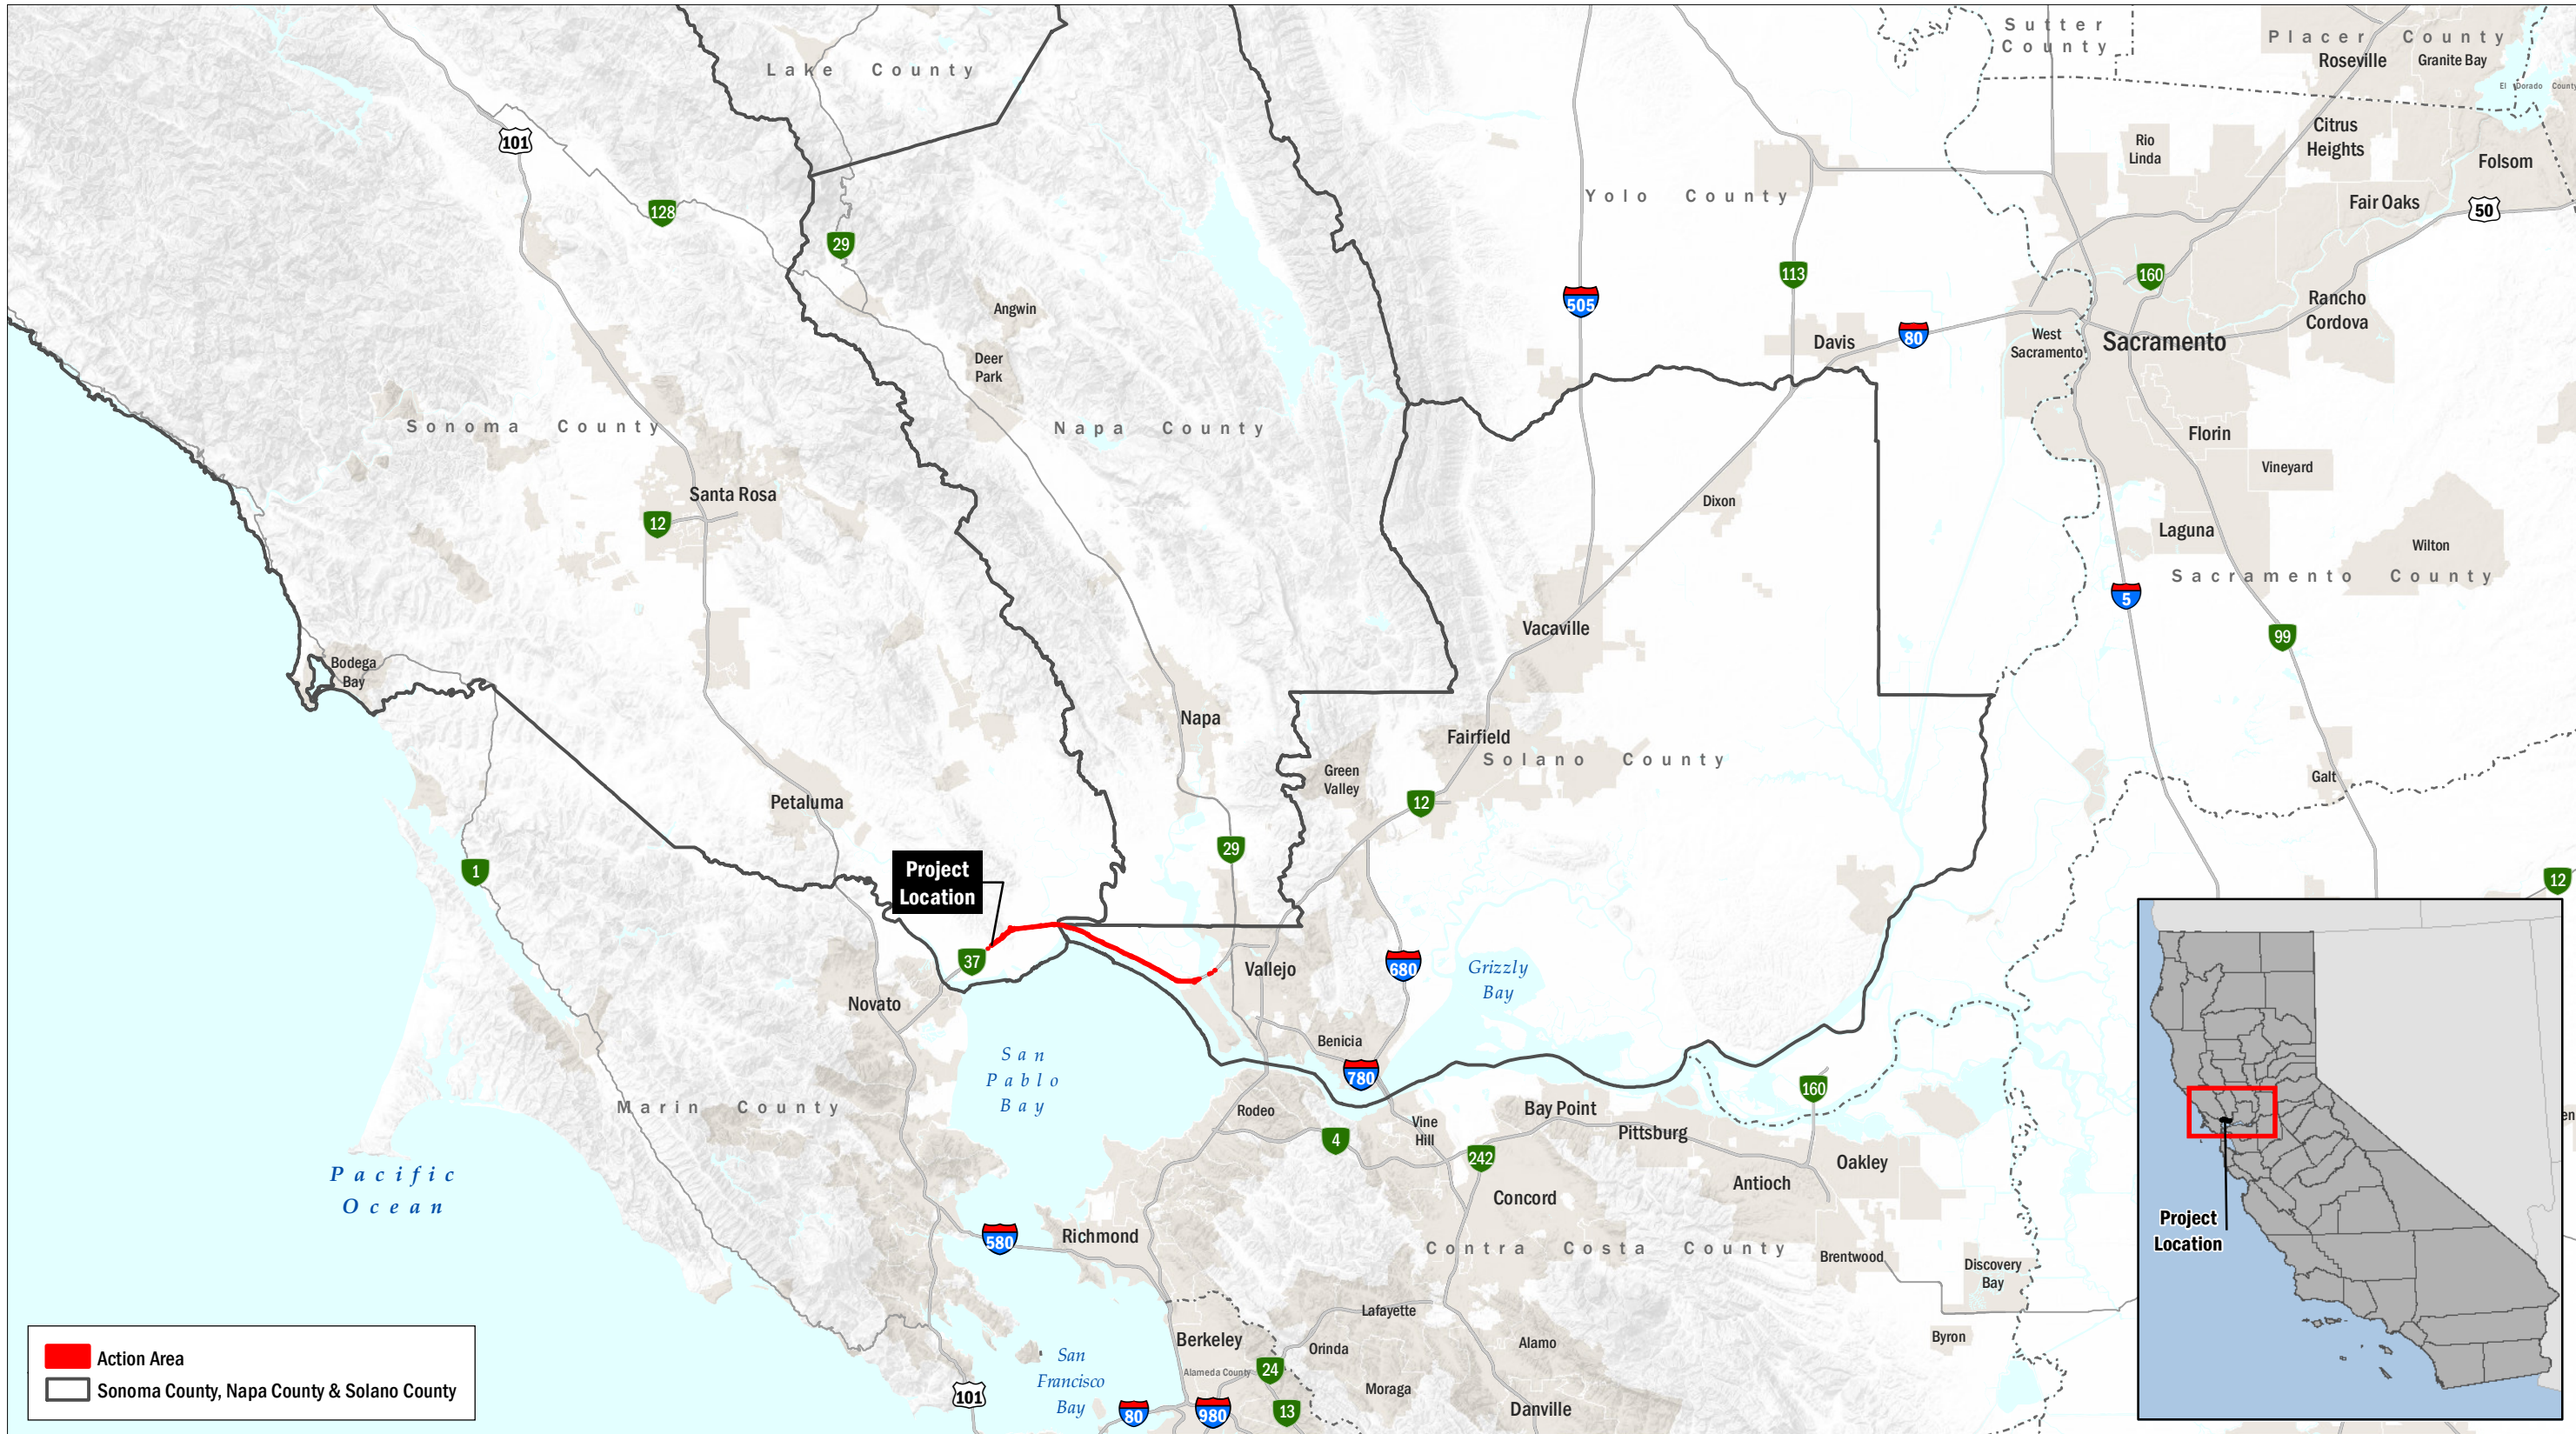 Sutter
County
Placer County
Roseville
Granite Bay
El Dorado County
Lake County
101
Citrus
Heights
Rio
Linda
Folsom
Yolo County
Fair Oaks
50
128
29
113
160
505
Angwin
Rancho
Cordova
80
Davis
West
Sacramento
Sacramento
Deer
Park
Sonoma County
Napa County
Florin
Vineyard
Santa Rosa
12
Dixon
Laguna
Wilton
Sacramento County
5
Vacaville
99
Bodega
Bay
Napa
Fairfield
Solano County
Green
Valley
Galt
Petaluma
12
29
1
Project
Location
12
37
Vallejo
680
Grizzly
Bay
Novato
Benicia
San
Pablo
Bay
780
160
Marin County
Rodeo
Bay Point
Vine
Hill
4
Pittsburg
242
Oakley
Antioch
Pacific
Ocean
Concord
580
Richmond
Contra Costa County
Brentwood
Discovery
Bay
Lafayette
Berkeley
Orinda
Alamo
Byron
San
Francisco
Bay
Alameda County
24
Moraga
101
80
980
13
Danville
Project
Location
Action Area
Sonoma County, Napa County & Solano County